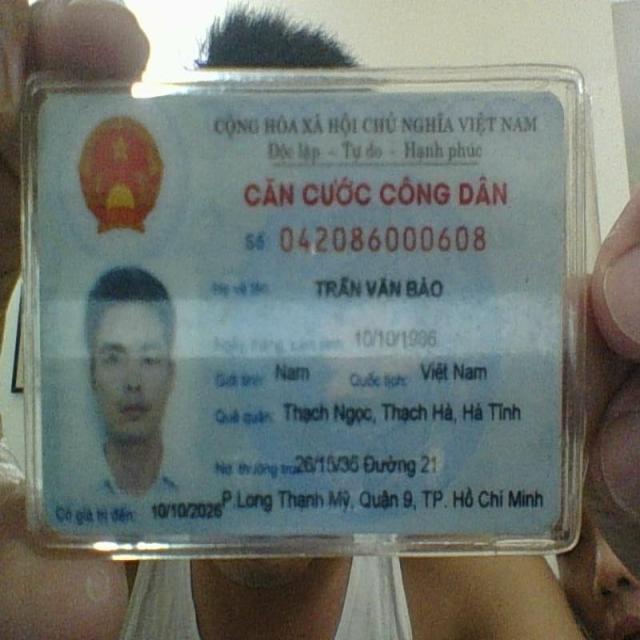 CỘNG HÒA XÃ HỘI CHỦ NGHĨA VIỆT NAM
Độc lập - Tự do - Hạnh phúc
CĂN CƯỚC CÔNG DÂN
Số 042086000608
Họ và tên: TRẦN VĂN BẢO
Ngày, tháng, năm sinh: 10/10/1986
Giới tính: Nam Quốc tịch: Việt Nam
Quê quán: Thạch Ngọc, Thạch Hà, Hà Tĩnh
Nơi thường trú: Đường 21
P.Long Thạnh Mỹ, Quận 9, TP. Hồ Chí Minh
Có giá trị đến: 10/10/2026